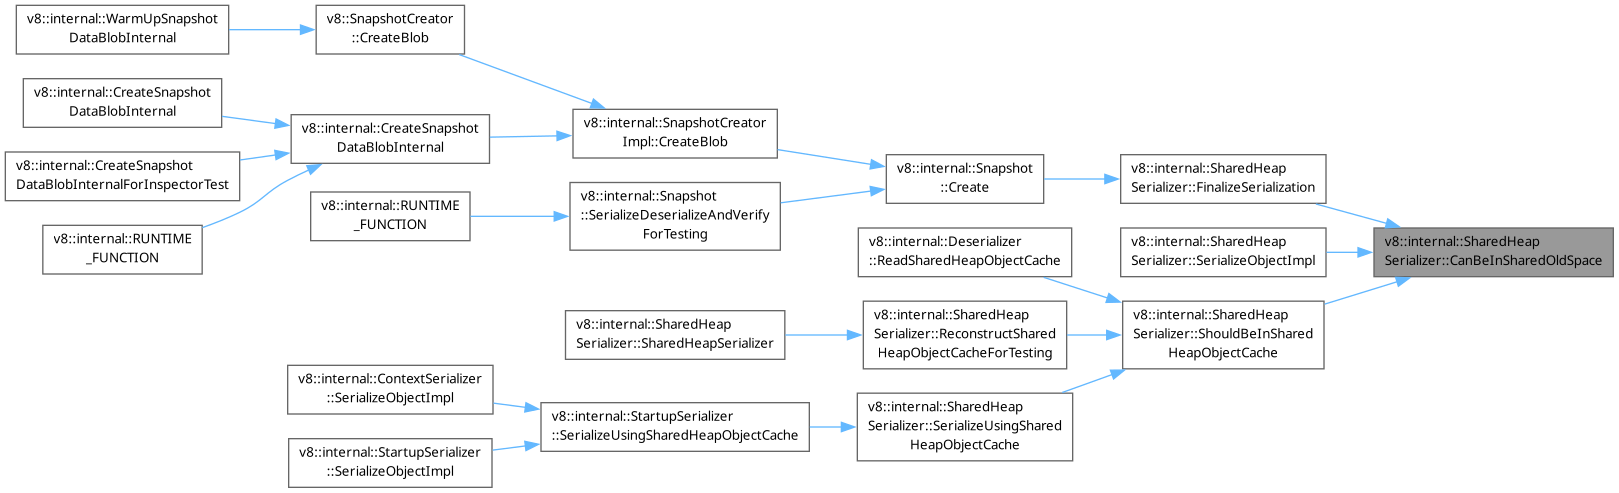 v8::internal::WarmUpSnapshot
DataBlobInternal
v8::SnapshotCreator
::CreateBlob
v8::internal::CreateSnapshot
DataBlobInternal
v8::internal::CreateSnapshot
DataBlobInternal
v8::internal::SnapshotCreator
Impl::CreateBlob
v8::internal::CreateSnapshot
DataBlobInternalForInspectorTest
v8::internal::Snapshot
::Create
v8::internal::SharedHeap
Serializer::FinalizeSerialization
v8::internal::RUNTIME
_FUNCTION
v8::internal::Snapshot
::SerializeDeserializeAndVerify
ForTesting
v8::internal::RUNTIME
_FUNCTION
v8::internal::Deserializer
::ReadSharedHeapObjectCache
v8::internal::SharedHeap
Serializer::SerializeObjectImpl
v8::internal::SharedHeap
Serializer::CanBeInSharedOldSpace
v8::internal::SharedHeap
Serializer::SharedHeapSerializer
v8::internal::SharedHeap
Serializer::ReconstructShared
HeapObjectCacheForTesting
v8::internal::SharedHeap
Serializer::ShouldBeInShared
HeapObjectCache
v8::internal::ContextSerializer
::SerializeObjectImpl
v8::internal::StartupSerializer
::SerializeUsingSharedHeapObjectCache
v8::internal::SharedHeap
Serializer::SerializeUsingShared
HeapObjectCache
v8::internal::StartupSerializer
::SerializeObjectImpl